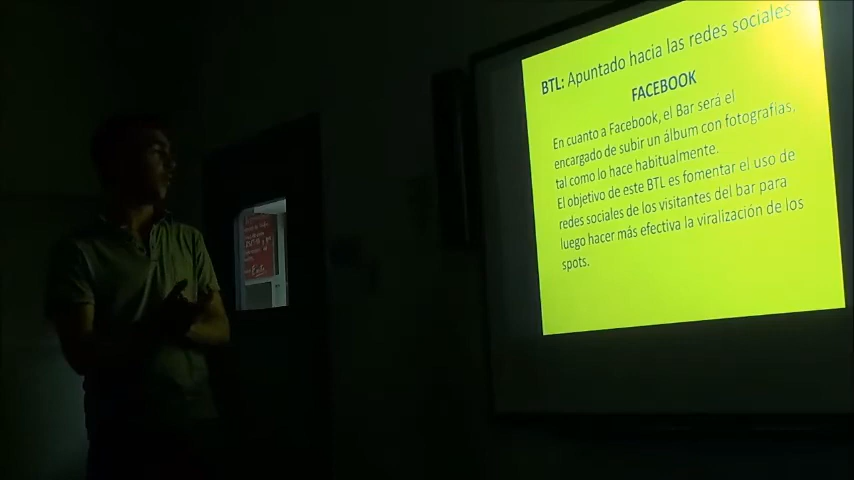 BTL: Apuntado hacia las redes sociales
FACEBOOK
En cuanto a Facebook, el Bar será el
encargado de subir un álbum con fotografías,
tal como lo hace habitualmente.
El objetivo de este BTL es fomentar el uso de
redes sociales de los visitantes del bar para
luego hacer más efectiva la viralización de los
spots.